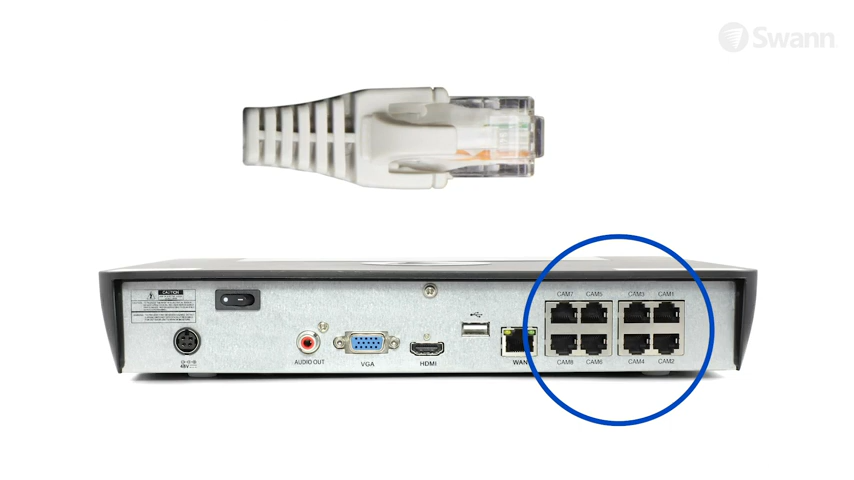 Swann
CAM7 CAM5 CAM3 CAM1
CAUTION
48V
AUDIO OUT
VGA
HDMI
WAN
CAM8 CAM6 CAM4 CAM2